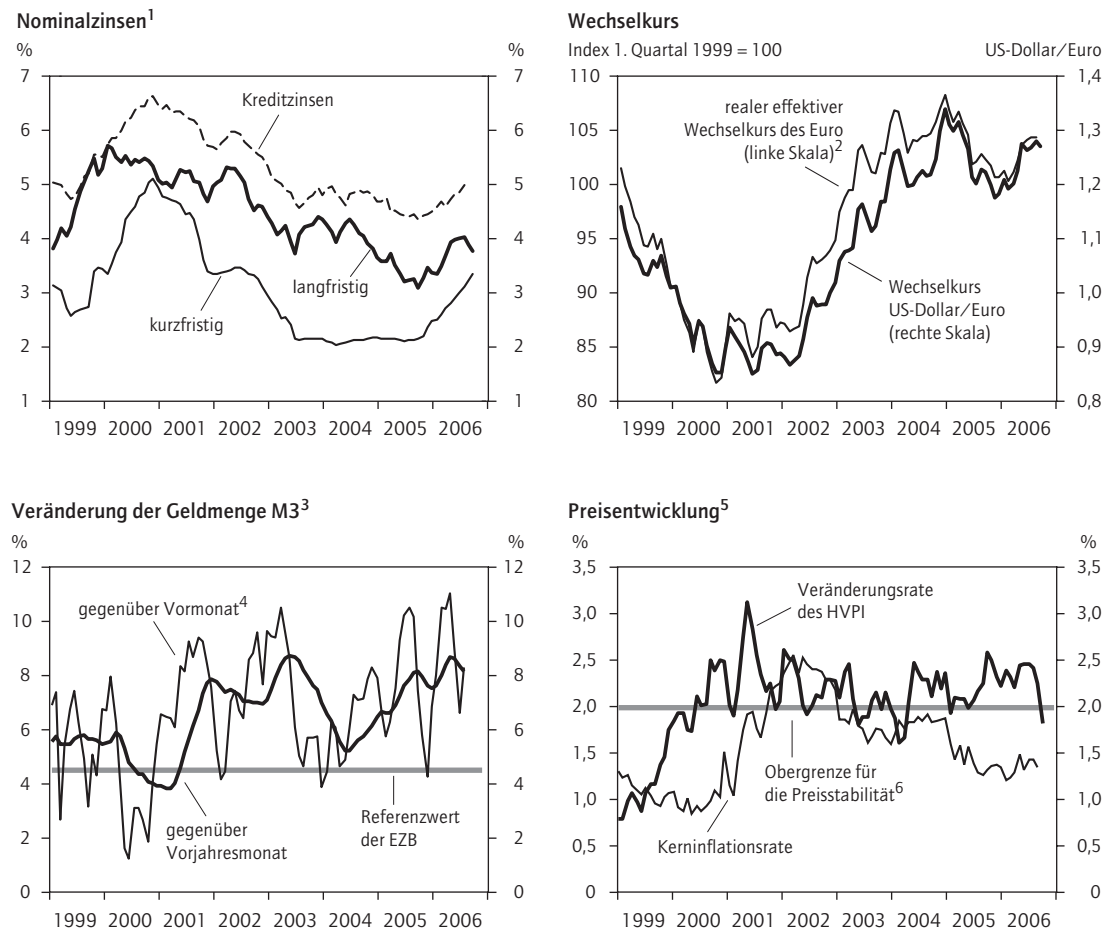 Nominalzinsen¹
% %
7 7
6 6
5 5
4 4
3 3
2 2
1 1
Kreditzinsen
langfristig
kurzfristig
1999 2000 2001 2002 2003 2004 2005 2006
Wechselkurs
Index 1. Quartal 1999 = 100 US-Dollar/Euro
110 1,4
105 1,3
100 1,2
95 1,1
90 1,0
85 0,9
80 0,8
realer effektiver
Wechselkurs des Euro
(linke Skala)²
Wechselkurs
US-Dollar/Euro
(rechte Skala)
1999 2000 2001 2002 2003 2004 2005 2006
Veränderung der Geldmenge M3³
% %
12 12
10 10
8 8
6 6
4 4
2 2
0 0
gegenüber Vormonat⁴
gegenüber
Vorjahresmonat
Referenzwert
der EZB
1999 2000 2001 2002 2003 2004 2005 2006
Preisentwicklung⁵
% %
3,5 3,5
3,0 3,0
2,5 2,5
2,0 2,0
1,5 1,5
1,0 1,0
0,5 0,5
0 0
Veränderungsrate
des HVPI
Obergrenze für
die Preisstabilität⁶
Kerninflationsrate
1999 2000 2001 2002 2003 2004 2005 2006